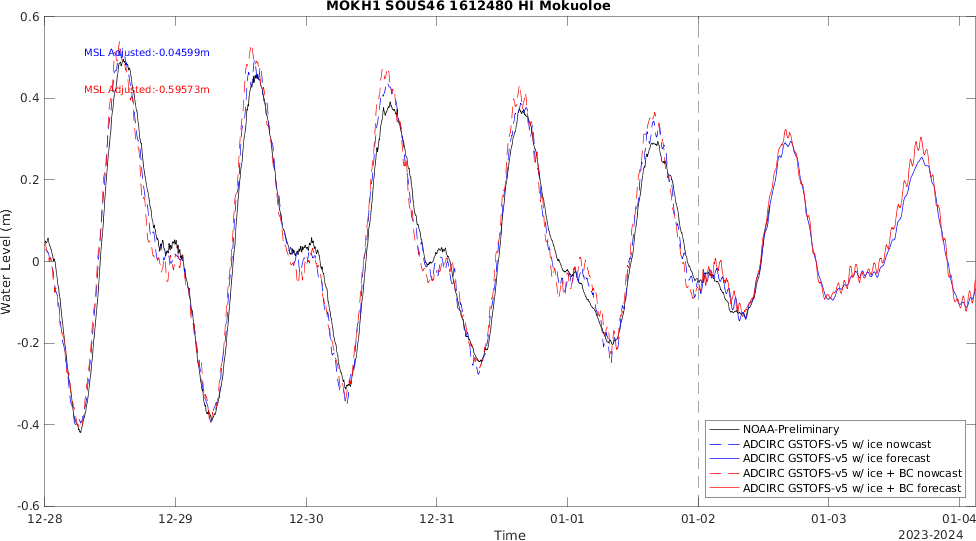 MOKH1 SOUS46 1612480 HI Mokuoloe
Water Level (m)
0.6
0.4
0.2
0
-0.2
-0.4
-0.6
MSL Adjusted:-0.04599m
MSL Adjusted:-0.59573m
NOAA-Preliminary
ADCIRC GSTOFS-v5 w/ ice nowcast
ADCIRC GSTOFS-v5 w/ ice forecast
ADCIRC GSTOFS-v5 w/ ice + BC nowcast
ADCIRC GSTOFS-v5 w/ ice + BC forecast
12-28 12-29 12-30 12-31 01-01 01-02 01-03 01-04
Time
2023-2024